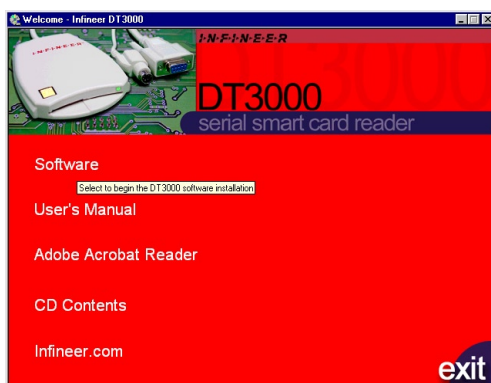 Welcome - Infineer DT3000
I·N·F·I·N·E·E·R
I·N·F·I·N·E·E·R
DT3000
DT3000
serial smart card reader
Software
Select to begin the DT3000 software installation
User's Manual
Adobe Acrobat Reader
CD Contents
Infineer.com
exit